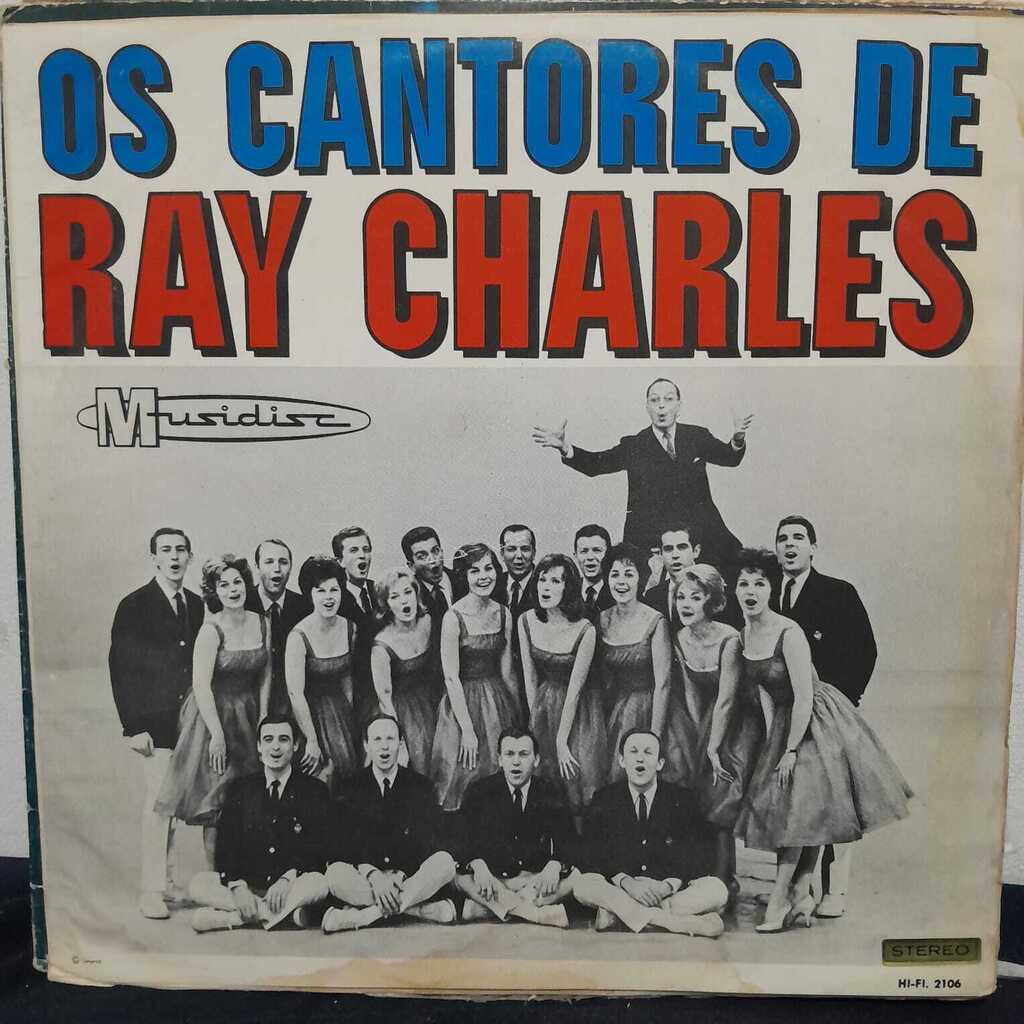 OS CANTORES DE
RAY CHARLES
Musidisc
STEREO
HI-FI. 2106